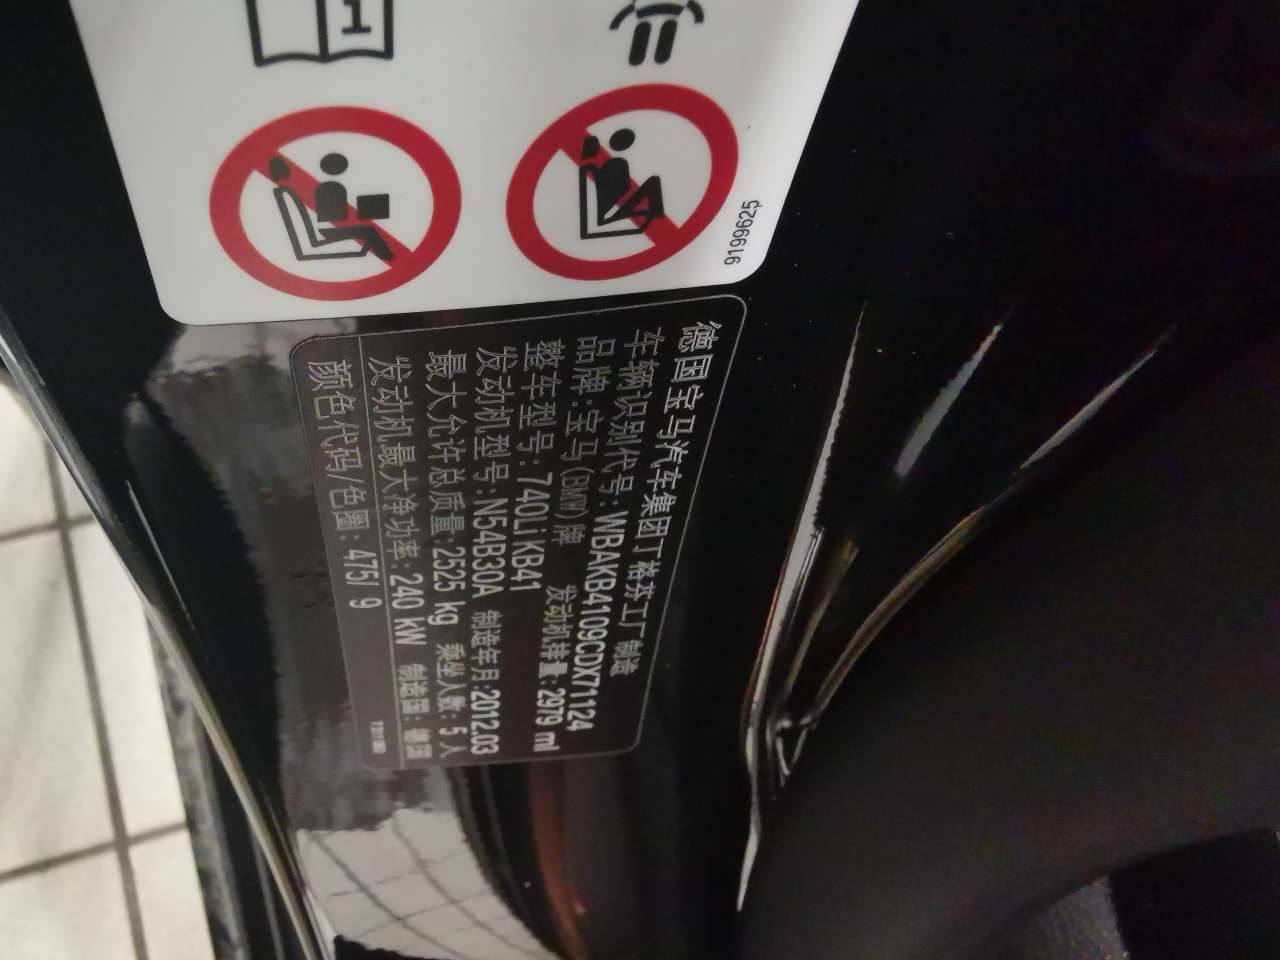 9199625
德国宝马汽车集团丁格芬工厂 制造
车辆识别代号: WBAKB4109CDX71124
品牌: 宝马 (BMW) 牌 发动机排量: 2979 ml
整车型号: 740Li KB41
发动机型号: N54B30A 制造年月: 2012.03
最大允许总质量: 2525 kg 乘坐人数: 5 人
发动机最大净功率: 240 kW 制造国: 德国
颜色代码/色圈: 475/ 9